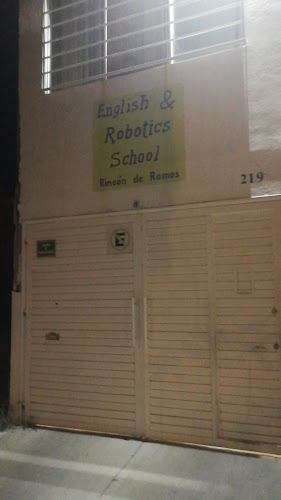 English &
Robotics
School
Rincón de Romos
219